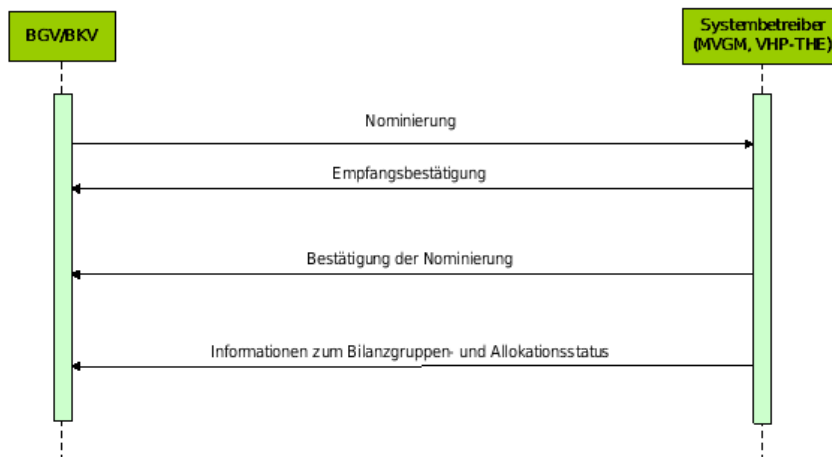 BGV/BKV
Systembetreiber
(MVGM, VHP-THE)
Nominierung
Empfangsbestätigung
Bestätigung der Nominierung
Informationen zum Bilanzgruppen- und Allokationsstatus